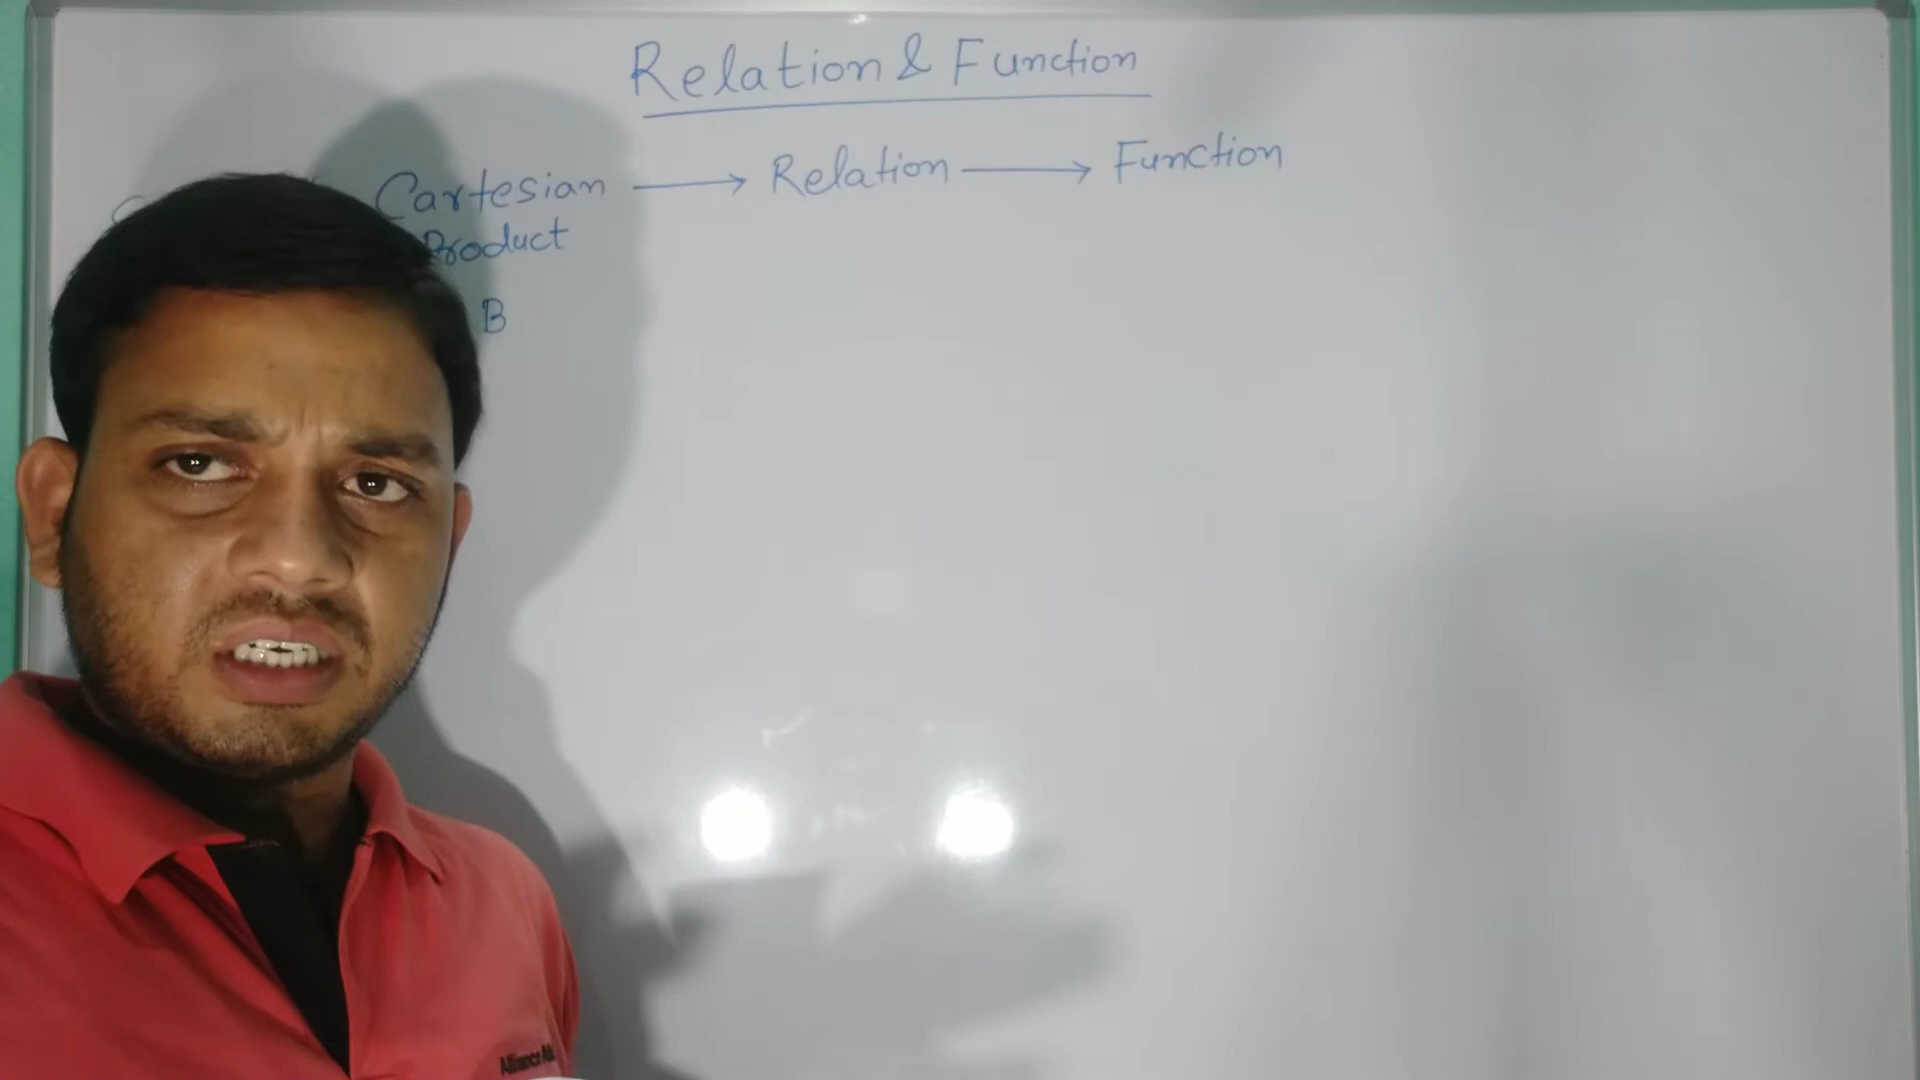 Relation & Function
Cartesian → Relation → Function
Product
B